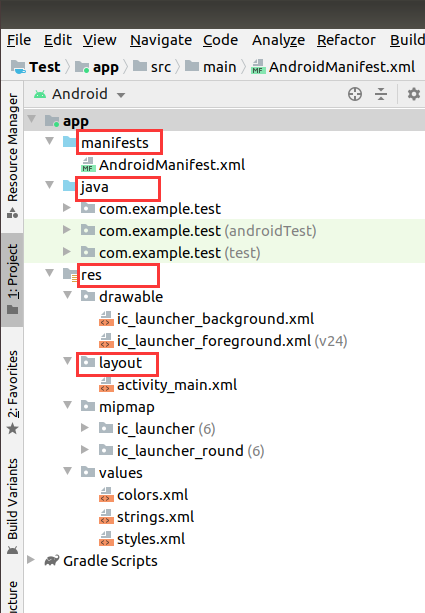 File Edit View Navigate Code Analyze Refactor Build
Test app src main AndroidManifest.xml
Android
app
manifests
AndroidManifest.xml
java
com.example.test
com.example.test (androidTest)
com.example.test (test)
res
drawable
ic_launcher_background.xml
ic_launcher_foreground.xml (v24)
layout
activity_main.xml
mipmap
ic_launcher (6)
ic_launcher_round (6)
values
colors.xml
strings.xml
styles.xml
Gradle Scripts
Resource Manager
1: Project
2: Favorites
Build Variants